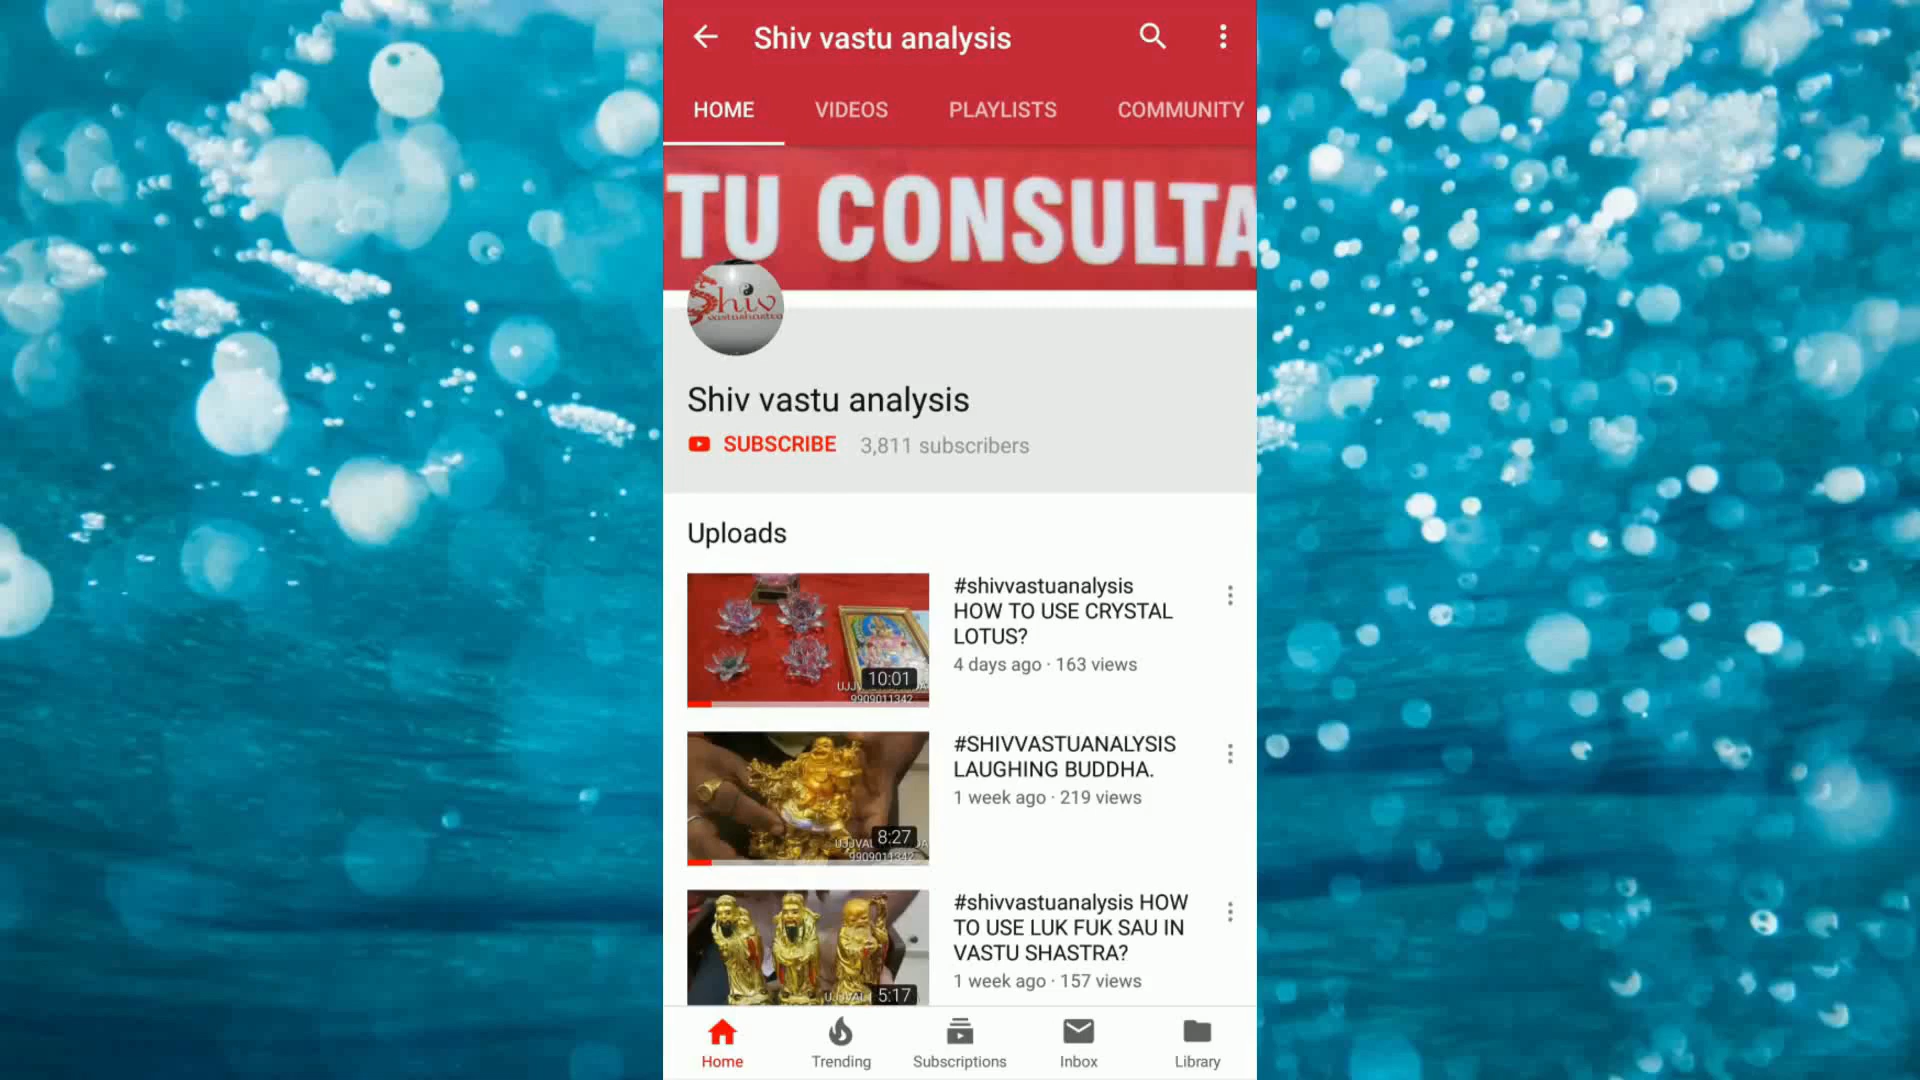 Shiv vastu analysis
HOME VIDEOS PLAYLISTS COMMUNITY
TU CONSULTA
Shiv
vastushastra
Shiv vastu analysis
SUBSCRIBE 3,811 subscribers
Uploads
#shivvastuanalysis
HOW TO USE CRYSTAL
LOTUS?
4 days ago · 163 views
10:01
9909011342
#SHIVVASTUANALYSIS
LAUGHING BUDDHA.
1 week ago · 219 views
8:27
9909011342
#shivvastuanalysis HOW
TO USE LUK FUK SAU IN
VASTU SHASTRA?
1 week ago · 157 views
5:17
Home Trending Subscriptions Inbox Library